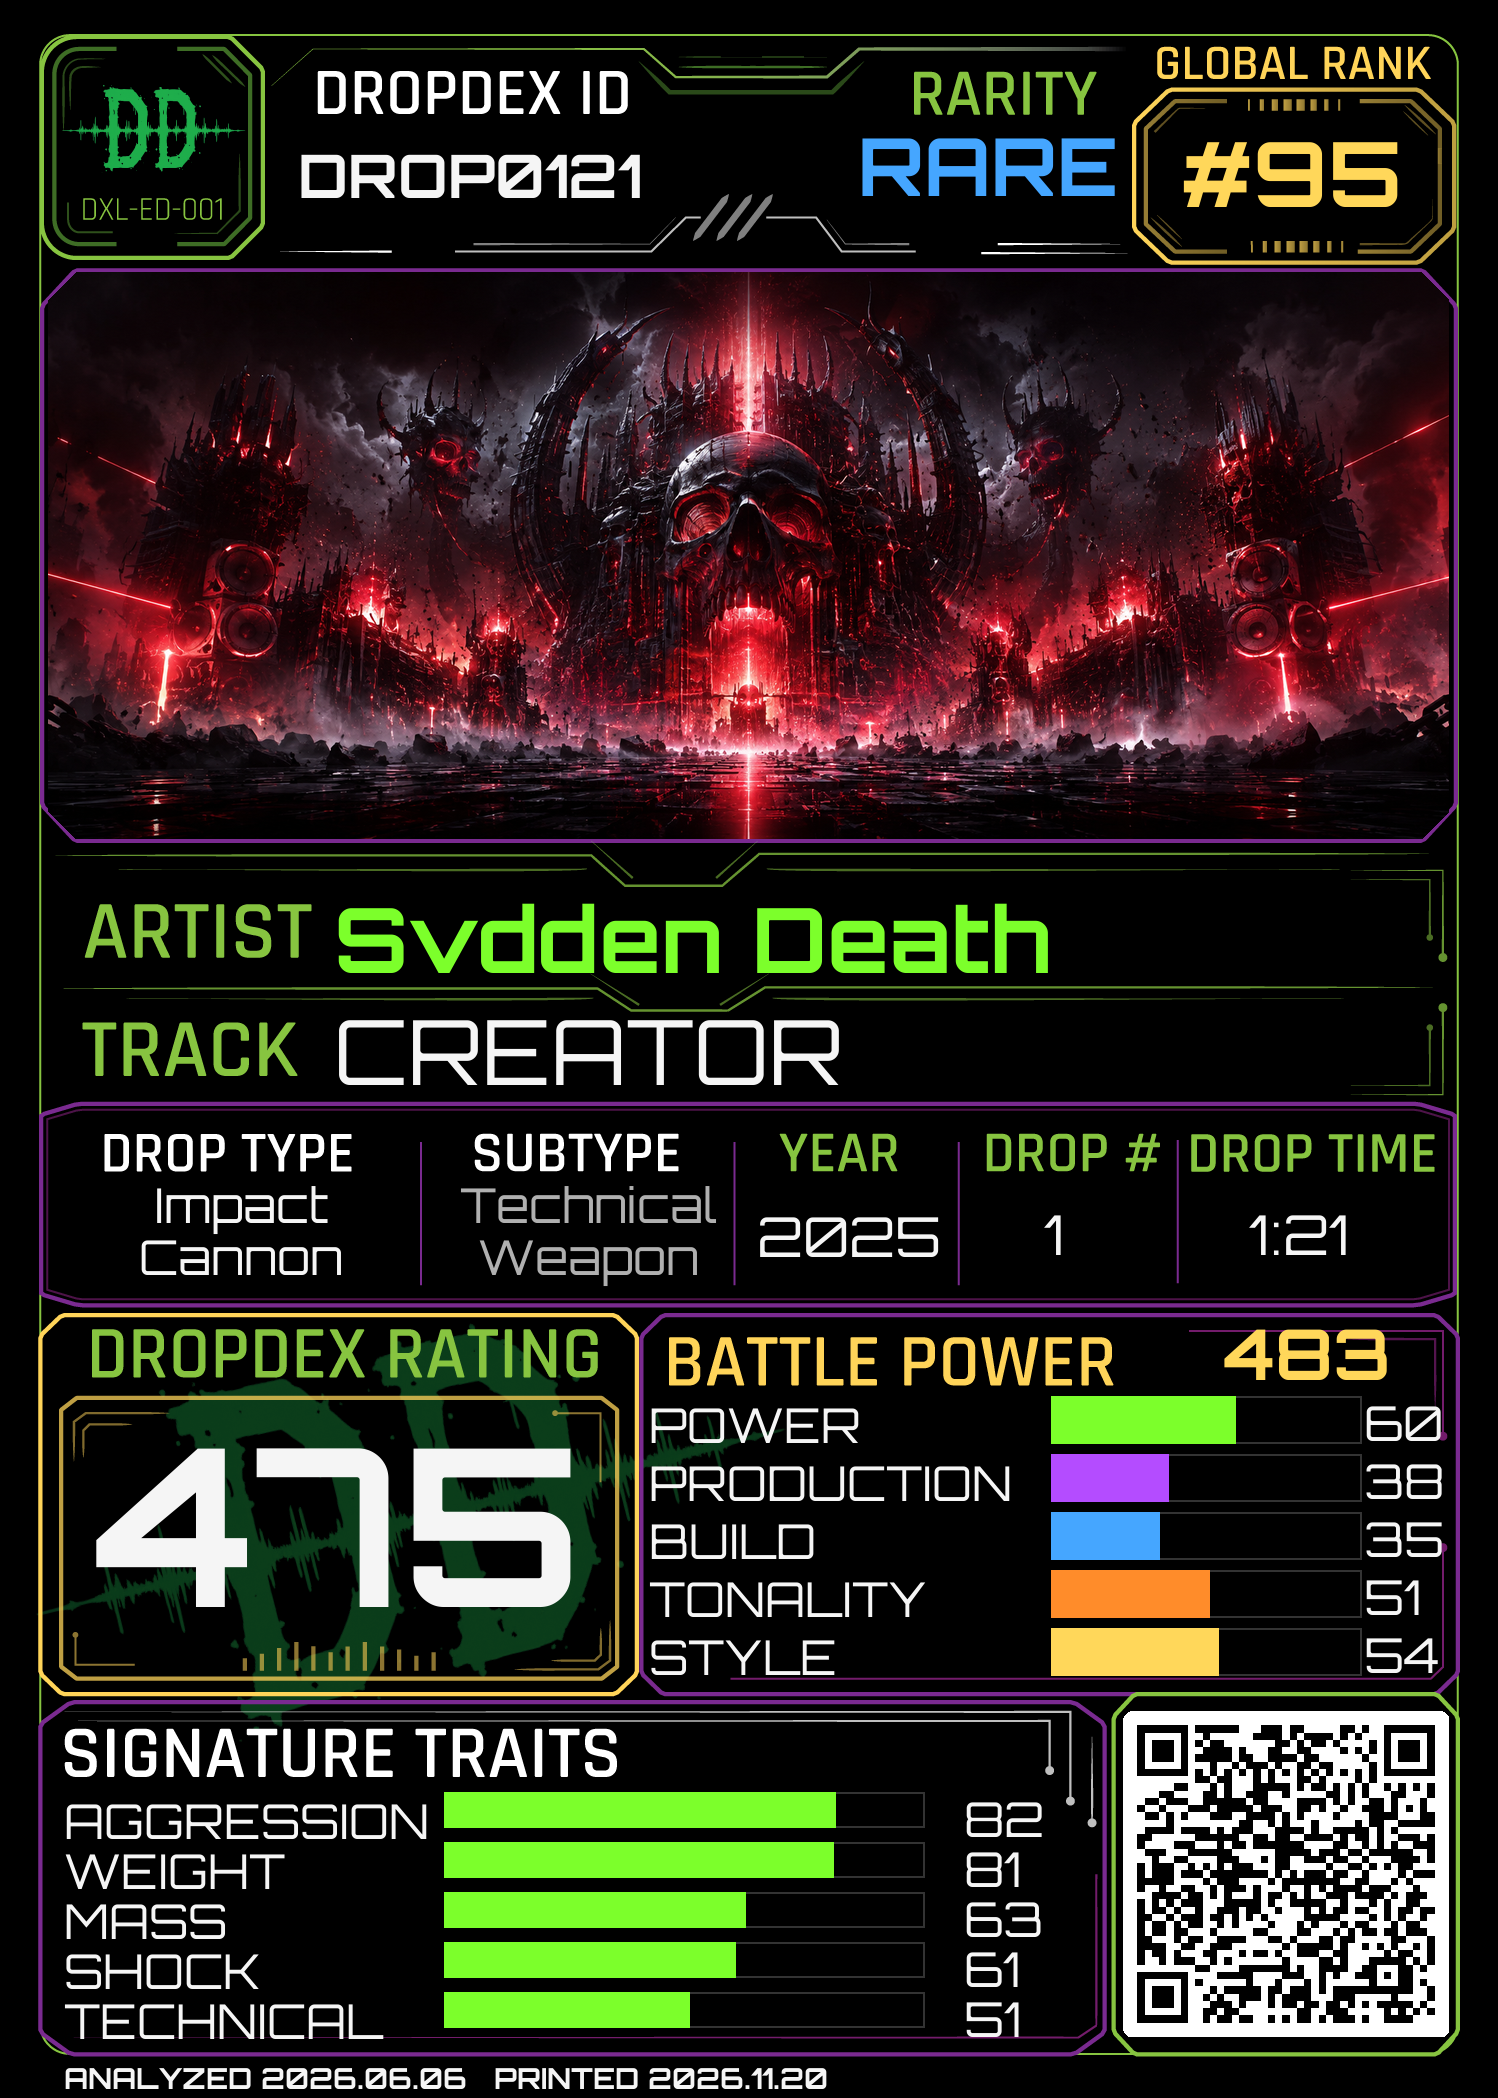 DD
DXL-ED-001
DROPDEX ID
DROP0121
RARITY
RARE
GLOBAL RANK
#95
ARTIST Svdden Death
TRACK CREATOR
DROP TYPE
Impact
Cannon
SUBTYPE
Technical
Weapon
YEAR
2025
DROP #
1
DROP TIME
1:21
DROPDEX RATING
475
BATTLE POWER 483
POWER 60
PRODUCTION 38
BUILD 35
TONALITY 51
STYLE 54
SIGNATURE TRAITS
AGGRESSION 82
WEIGHT 81
MASS 63
SHOCK 61
TECHNICAL 51
ANALYZED 2026.06.06 PRINTED 2026.11.20